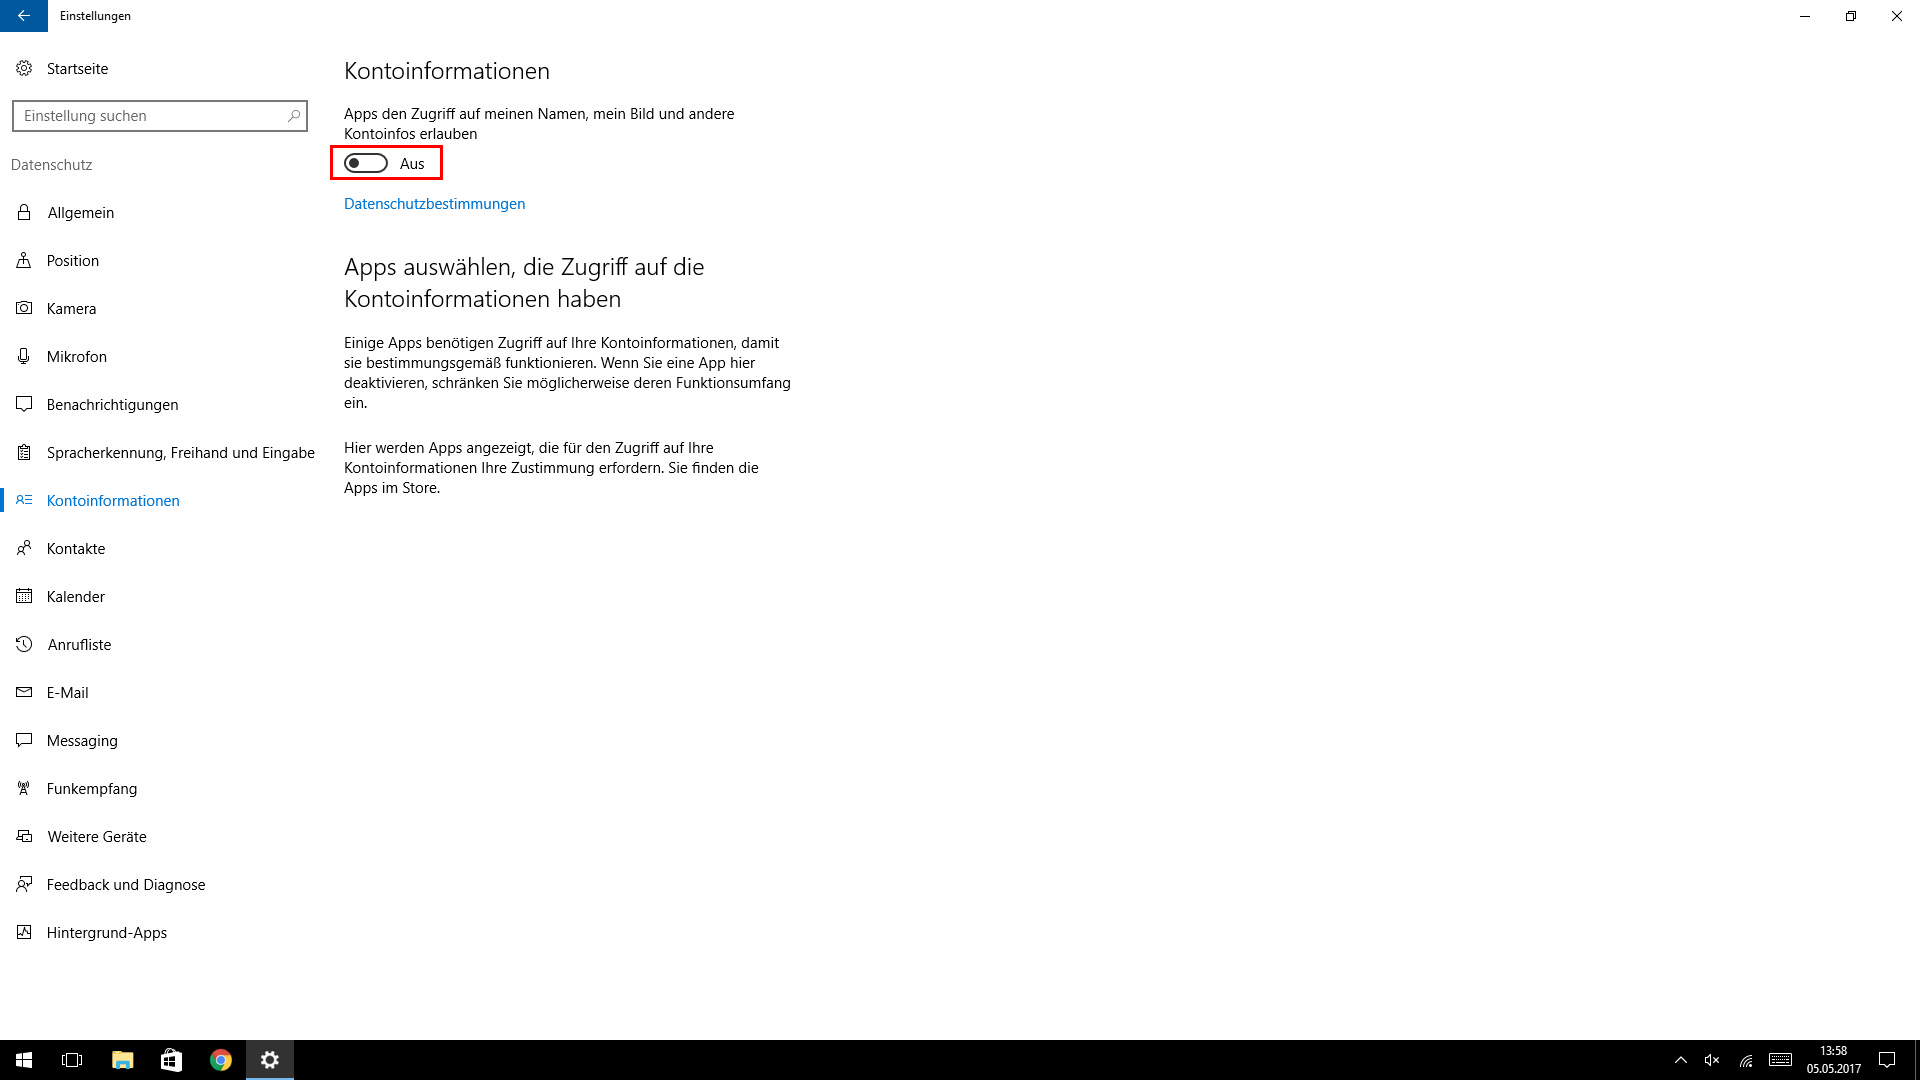 Einstellungen
Startseite
Einstellung suchen
Datenschutz
Allgemein
Position
Kamera
Mikrofon
Benachrichtigungen
Spracherkennung, Freihand und Eingabe
Kontoinformationen
Kontakte
Kalender
Anrufliste
E-Mail
Messaging
Funkempfang
Weitere Geräte
Feedback und Diagnose
Hintergrund-Apps
Kontoinformationen
Apps den Zugriff auf meinen Namen, mein Bild und andere
Kontoinfos erlauben
Aus
Datenschutzbestimmungen
Apps auswählen, die Zugriff auf die
Kontoinformationen haben
Einige Apps benötigen Zugriff auf Ihre Kontoinformationen, damit
sie bestimmungsgemäß funktionieren. Wenn Sie eine App hier
deaktivieren, schränken Sie möglicherweise deren Funktionsumfang
ein.
Hier werden Apps angezeigt, die für den Zugriff auf Ihre
Kontoinformationen Ihre Zustimmung erfordern. Sie finden die
Apps im Store.
13:58
05.05.2017